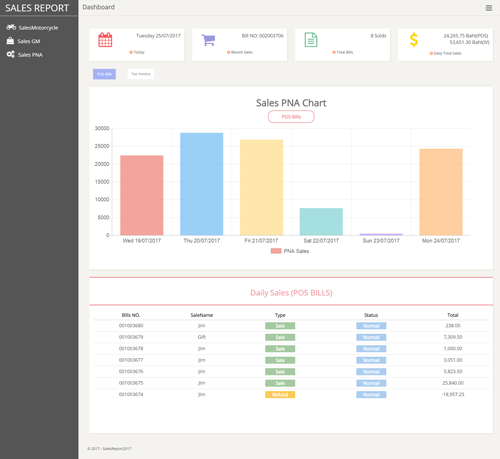 SALES REPORT
Dashboard
SalesMotorcycle
Sales GM
Sales PNA
Tuesday 25/07/2017
Today
Bill NO: 002003706
Recent Sales
8 Solds
Total Bills
24,265.75 Baht(POS)
53,651.30 Baht(IV)
Daily Total Sales
POS Bills
Tax Invoice
Sales PNA Chart
POS Bills
30000
25000
20000
15000
10000
5000
0
Wed 19/07/2017 Thu 20/07/2017 Fri 21/07/2017 Sat 22/07/2017 Sun 23/07/2017 Mon 24/07/2017
PNA Sales
Daily Sales (POS BILLS)
Bills NO. SaleName Type Status Total
001003680 Jim Sale Normal 238.00
001003679 Gift Sale Normal 7,309.50
001003678 Jim Sale Normal 1,000.00
001003677 Jim Sale Normal 3,051.00
001003676 Jim Sale Normal 5,823.50
001003675 Jim Sale Normal 25,840.00
001003674 Jim Refund Normal -18,957.25
© 2017 - SalesReport2017